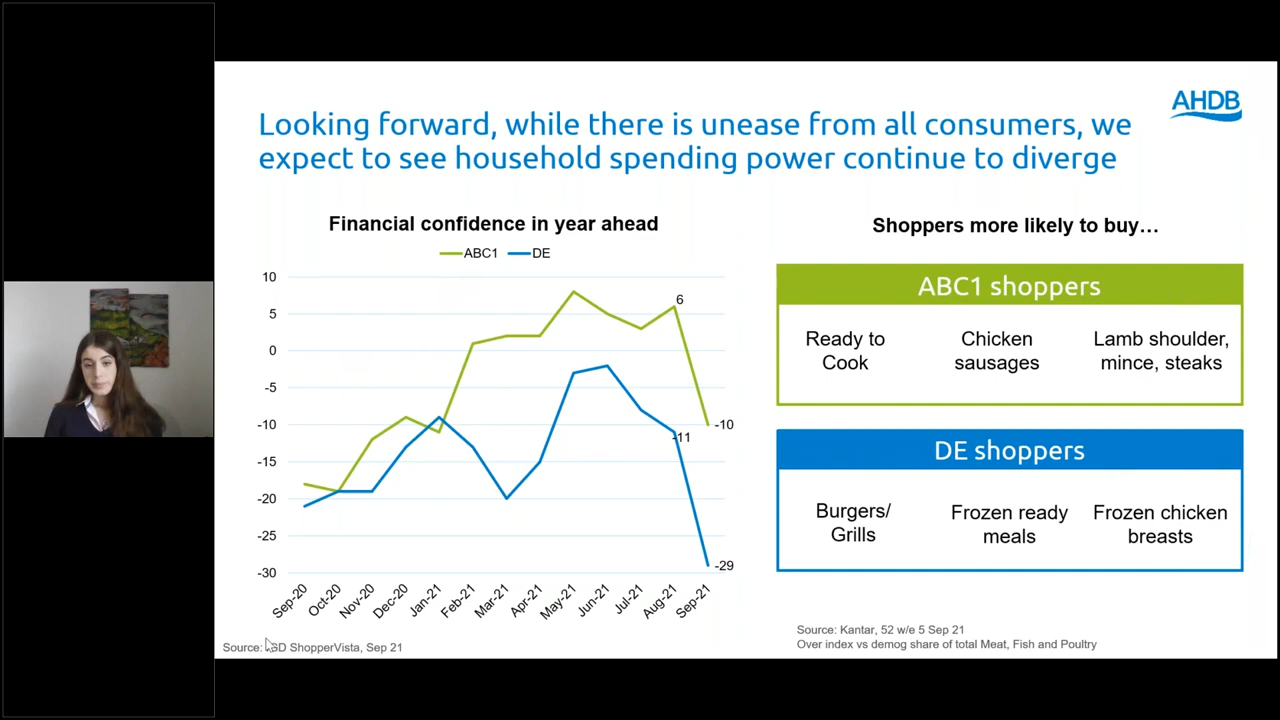 AHDB
Looking forward, while there is unease from all consumers, we
expect to see household spending power continue to diverge
Financial confidence in year ahead
ABC1
DE
10
5
0
-5
-10
-15
-20
-25
-30
6
-10
-11
-29
Sep-20
Oct-20
Nov-20
Dec-20
Jan-21
Feb-21
Mar-21
Apr-21
May-21
Jun-21
Jul-21
Aug-21
Sep-21
Source: IGD ShopperVista, Sep 21
Shoppers more likely to buy…
ABC1 shoppers
Ready to
Cook
Chicken
sausages
Lamb shoulder,
mince, steaks
DE shoppers
Burgers/
Grills
Frozen ready
meals
Frozen chicken
breasts
Source: Kantar, 52 w/e 5 Sep 21
Over index vs demog share of total Meat, Fish and Poultry